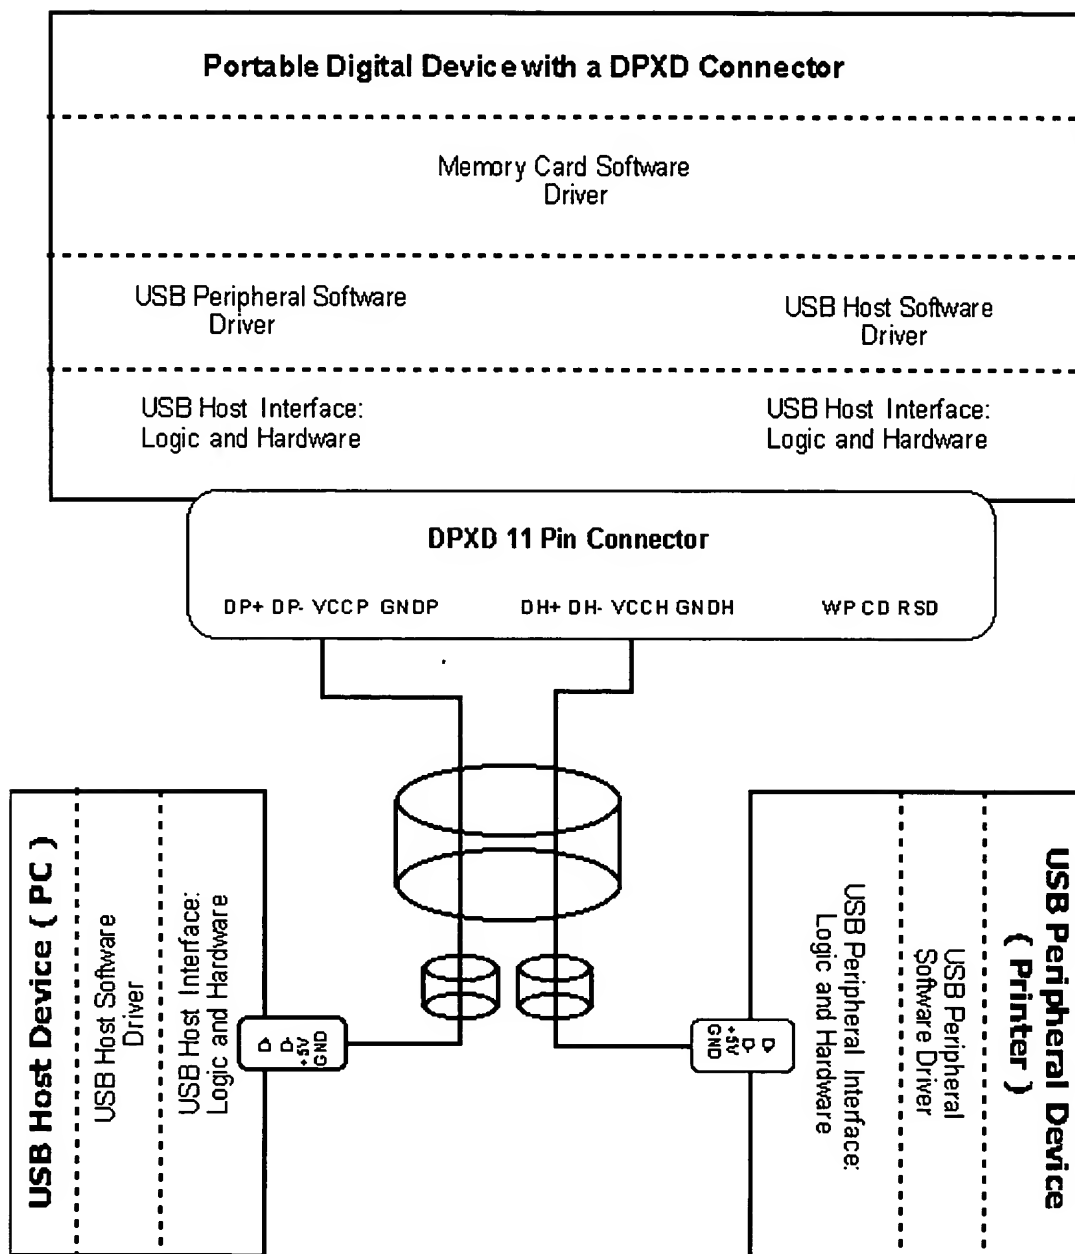 Portable Digital Device with a DPXD Connector
Memory Card Software
Driver
USB Peripheral Software
Driver
USB Host Software
Driver
USB Host Interface:
Logic and Hardware
USB Host Interface:
Logic and Hardware
DPXD 11 Pin Connector
DP+ DP- VCCP GNDP DH+ DH- VCCH GNDH WP CD RSD
USB Host Device ( PC )
USB Host Software
Driver
USB Host Interface:
Logic and Hardware
D-
+5V
GND
D-
+5V
GND
USB Peripheral Interface:
Logic and Hardware
USB Peripheral
Software Driver
USB Peripheral Device
( Printer )